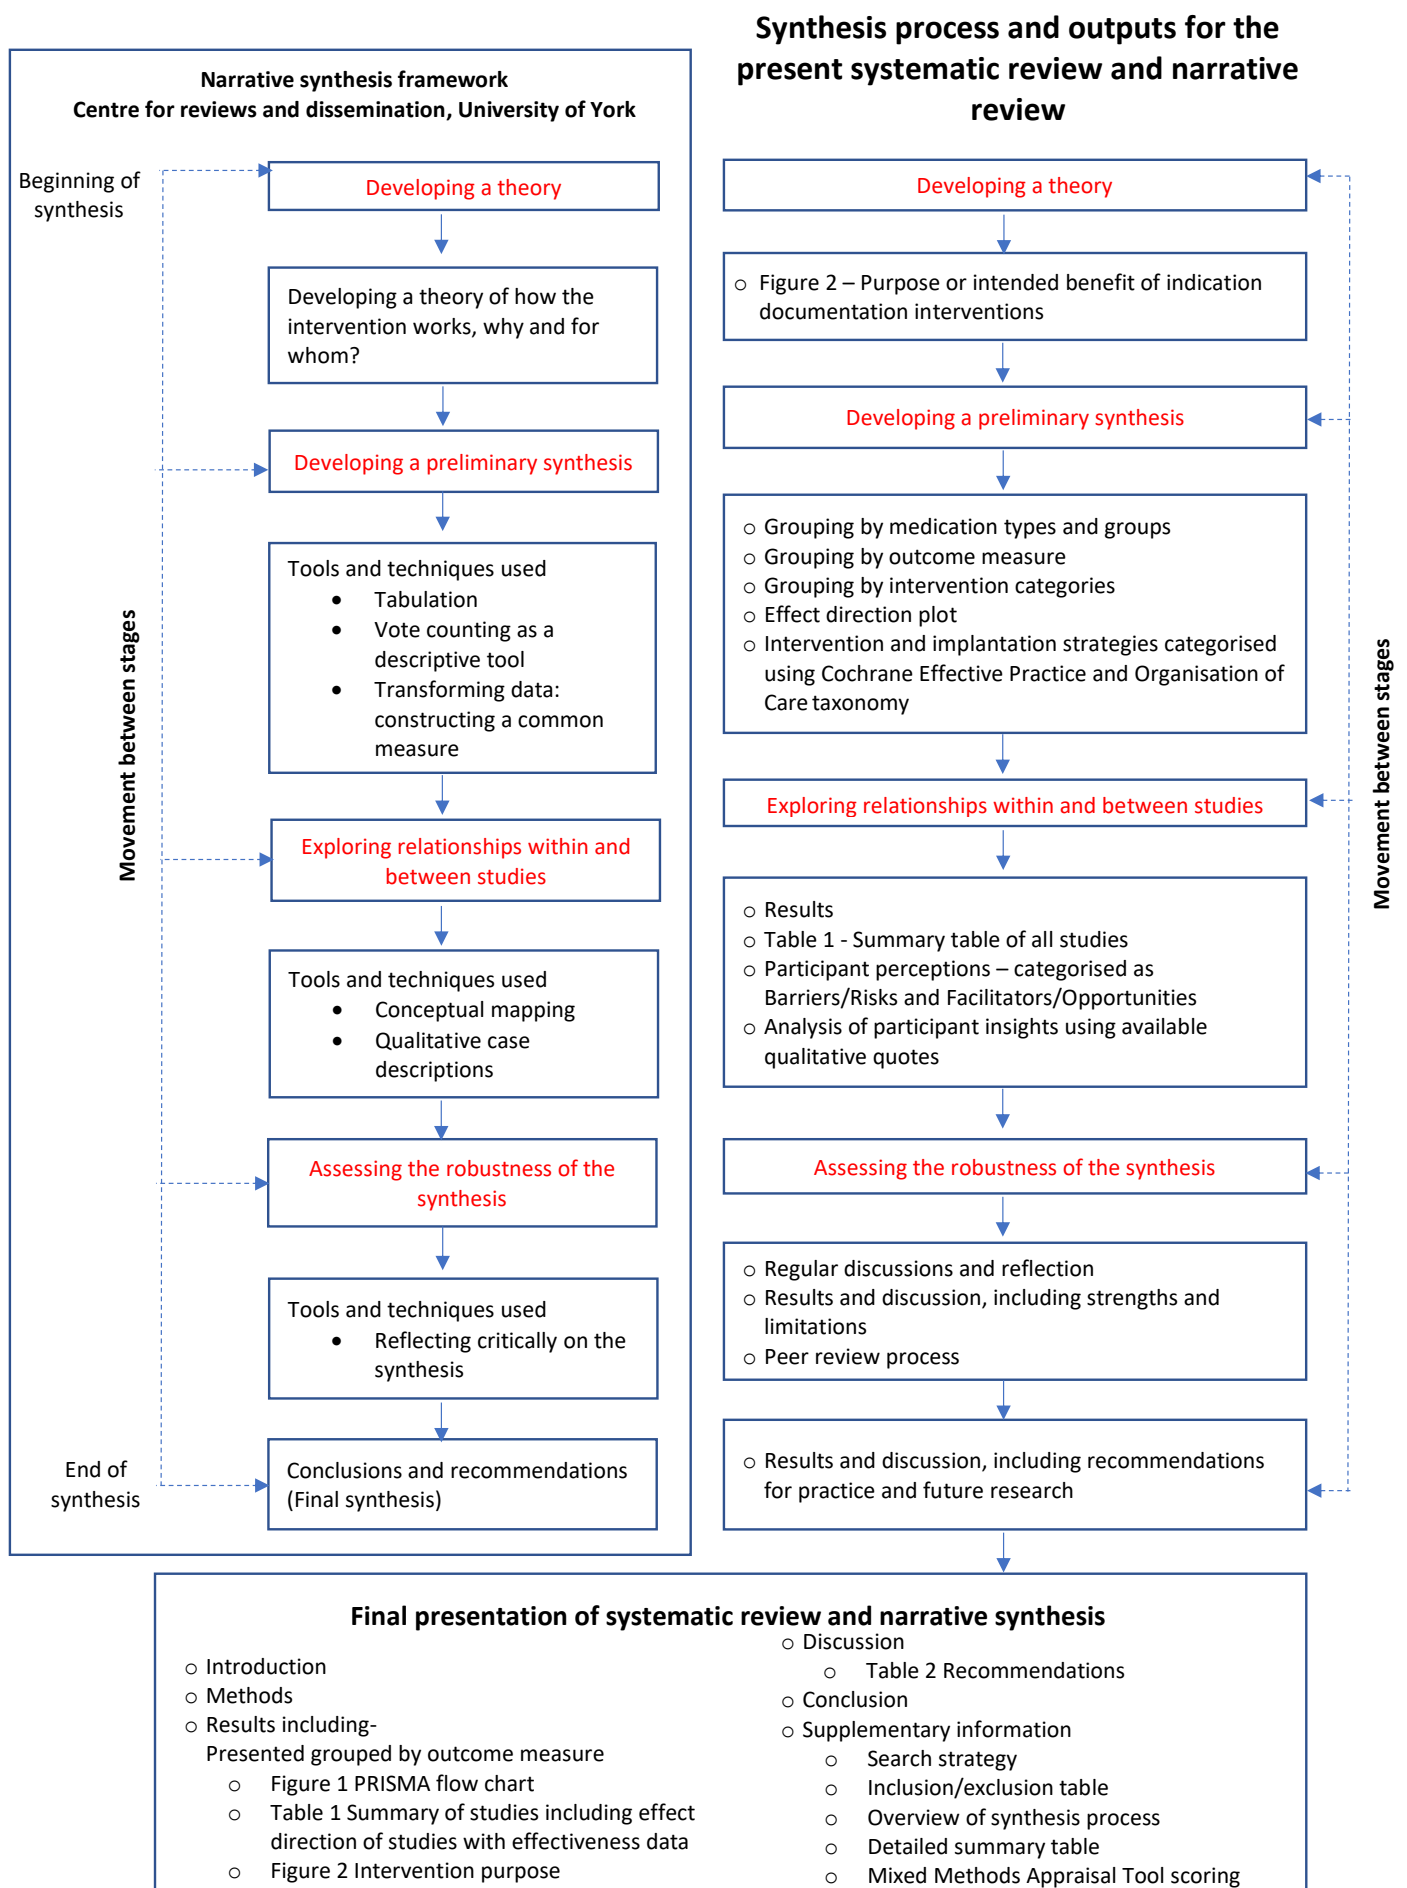 Synthesis process and outputs for the
present systematic review and narrative
review
Narrative synthesis framework
Centre for reviews and dissemination, University of York
Beginning of
synthesis
Movement between stages
End of
synthesis
Developing a theory
Developing a theory of how the
intervention works, why and for
whom?
Developing a preliminary synthesis
Tools and techniques used
• Tabulation
• Vote counting as a
descriptive tool
• Transforming data:
constructing a common
measure
Exploring relationships within and
between studies
Tools and techniques used
• Conceptual mapping
• Qualitative case
descriptions
Assessing the robustness of the
synthesis
Tools and techniques used
• Reflecting critically on the
synthesis
Conclusions and recommendations
(Final synthesis)
Developing a theory
o Figure 2 – Purpose or intended benefit of indication
documentation interventions
Developing a preliminary synthesis
o Grouping by medication types and groups
o Grouping by outcome measure
o Grouping by intervention categories
o Effect direction plot
o Intervention and implantation strategies categorised
using Cochrane Effective Practice and Organisation of
Care taxonomy
Exploring relationships within and between studies
o Results
o Table 1 - Summary table of all studies
o Participant perceptions – categorised as
Barriers/Risks and Facilitators/Opportunities
o Analysis of participant insights using available
qualitative quotes
Assessing the robustness of the synthesis
o Regular discussions and reflection
o Results and discussion, including strengths and
limitations
o Peer review process
o Results and discussion, including recommendations
for practice and future research
Movement between stages
Final presentation of systematic review and narrative synthesis
o Introduction
o Methods
o Results including-
Presented grouped by outcome measure
o Figure 1 PRISMA flow chart
o Table 1 Summary of studies including effect
direction of studies with effectiveness data
o Figure 2 Intervention purpose
o Discussion
o Table 2 Recommendations
o Conclusion
o Supplementary information
o Search strategy
o Inclusion/exclusion table
o Overview of synthesis process
o Detailed summary table
o Mixed Methods Appraisal Tool scoring